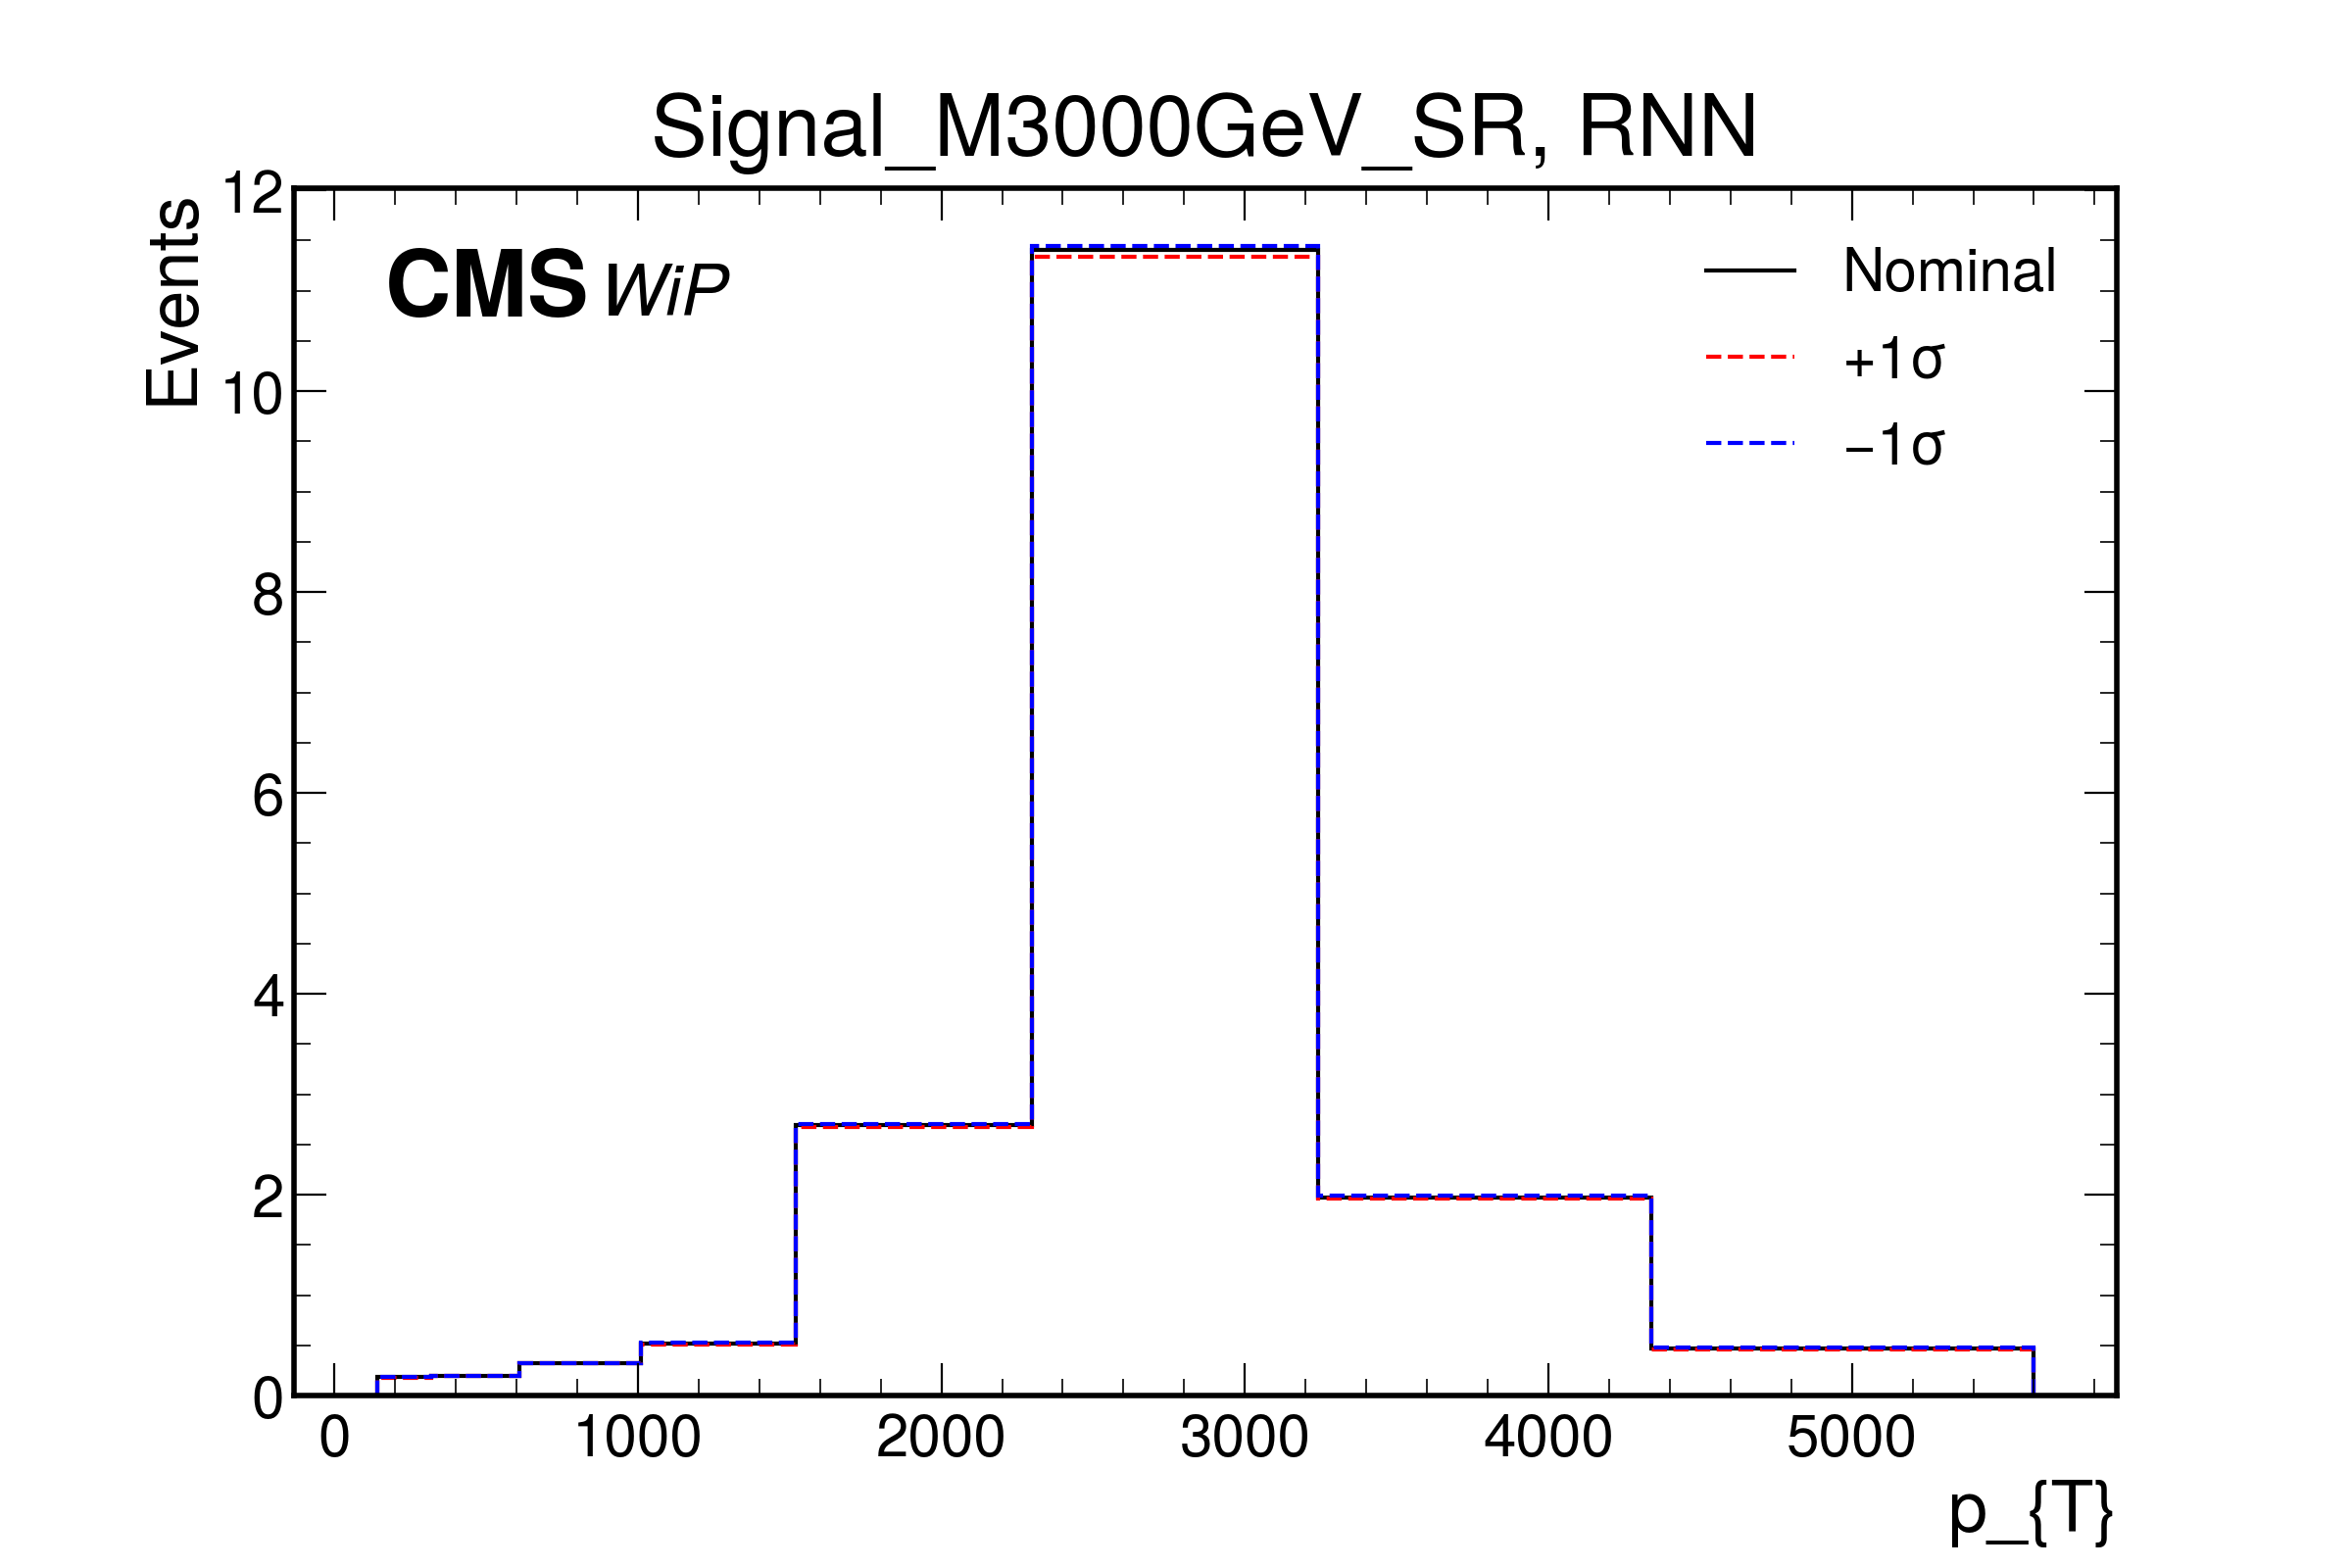 Signal_M3000GeV_SR, RNN
Events
CMS WiP
Nominal
+1σ
−1σ
12
10
8
6
4
2
0
0 1000 2000 3000 4000 5000
p_{T}